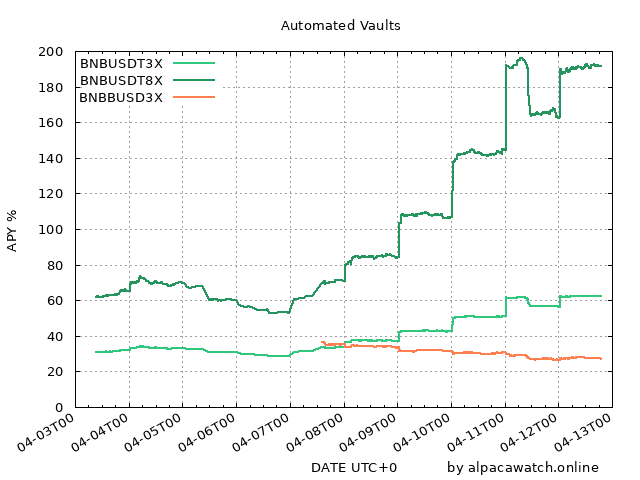 Automated Vaults
BNBUSDT3X
BNBUSDT8X
BNBBUSD3X
APY %
200
180
160
140
120
100
80
60
40
20
0
04-03T00
04-04T00
04-05T00
04-06T00
04-07T00
04-08T00
04-09T00
04-10T00
04-11T00
04-12T00
04-13T00
DATE UTC+0
by alpacawatch.online